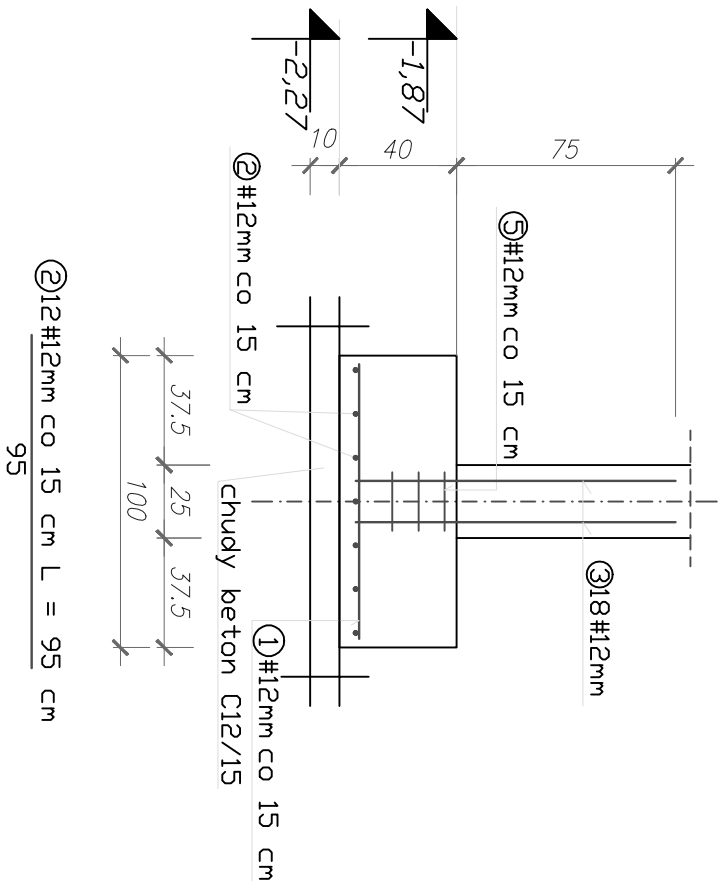 -1,87
-2,27
10
40
75
②#12mm co 15 cm
⑤#12mm co 15 cm
③18#12mm
①#12mm co 15 cm
chudy beton C12/15
37.5
25
37.5
100
②12#12mm co 15 cm L = 95 cm
95